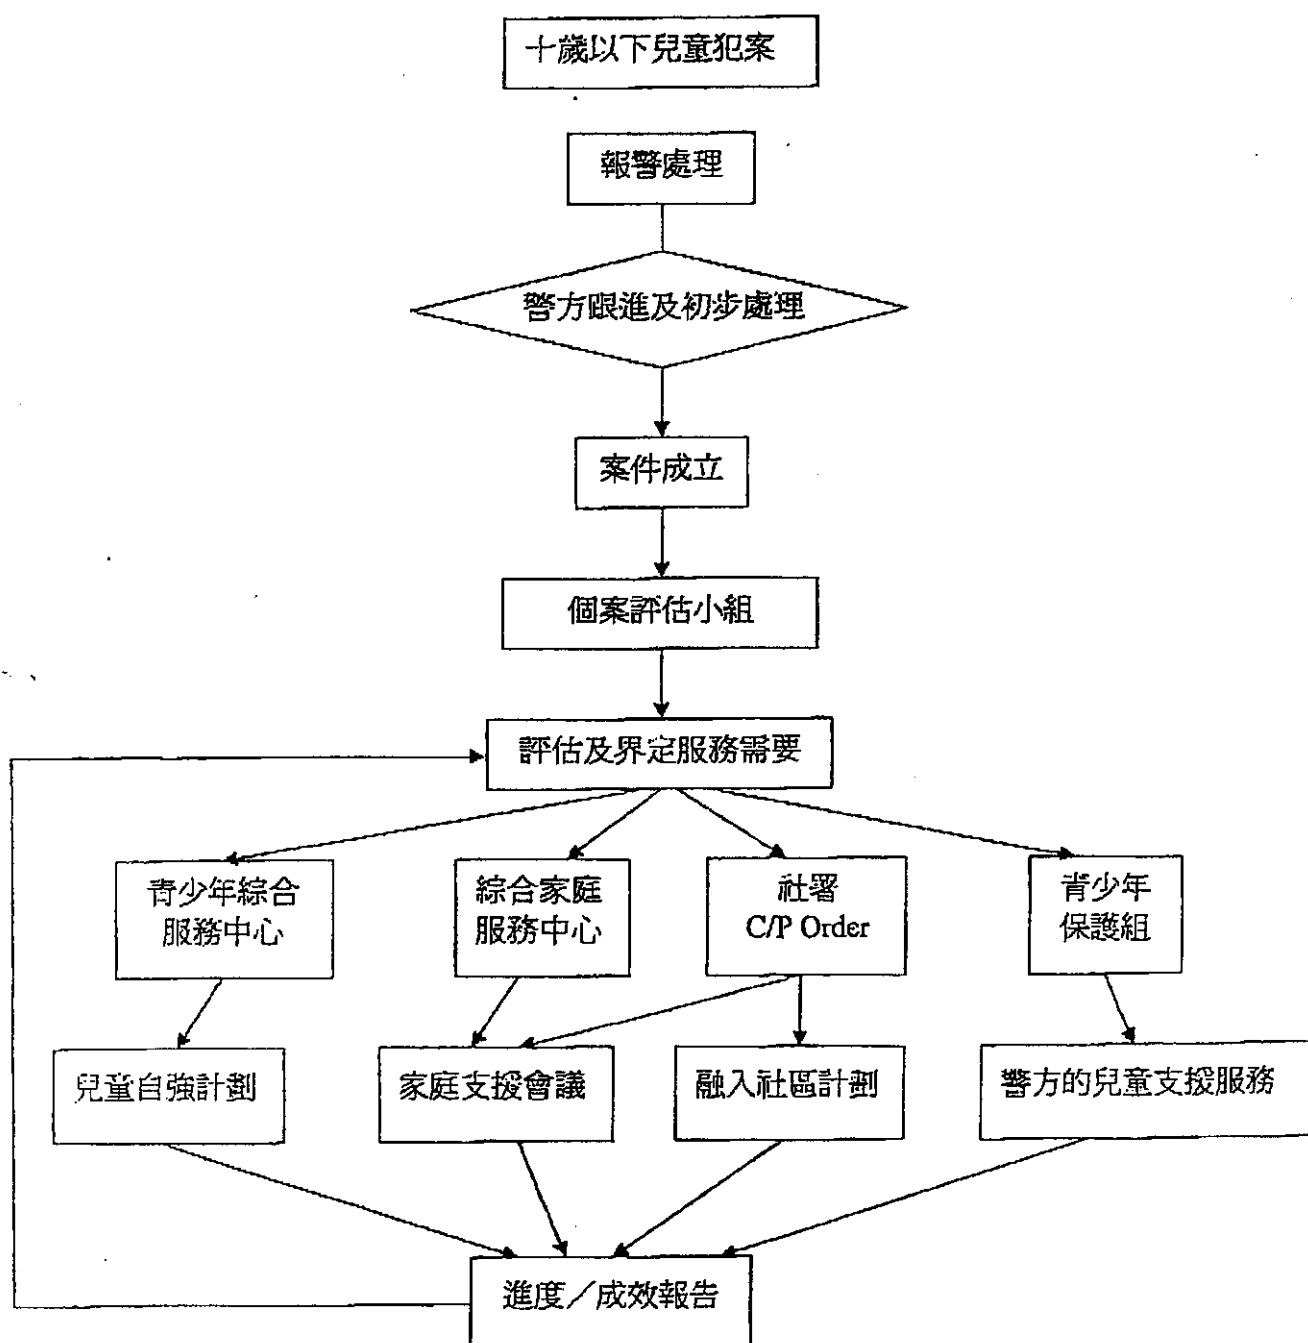 十歲以下兒童犯案
報警處理
警方跟進及初步處理
案件成立
個案評估小組
評估及界定服務需要
青少年綜合
服務中心
綜合家庭
服務中心
社署
C/P Order
青少年
保護組
兒童自強計劃
家庭支援會議
融入社區計劃
警方的兒童支援服務
進度／成效報告